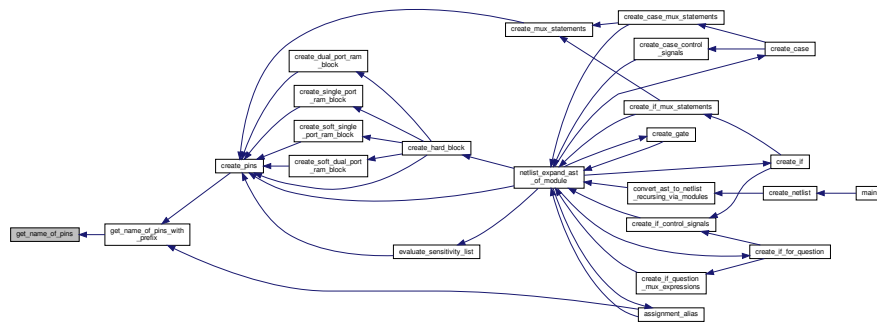 create_case_mux_statements
create_mux_statements
create_case_control
_signals
create_case
create_dual_port_ram
_block
create_single_port
_ram_block
create_if_mux_statements
create_soft_single
_port_ram_block
create_gate
create_hard_block
create_pins
create_soft_dual_port
_ram_block
create_if
netlist_expand_ast
_of_module
convert_ast_to_netlist
_recursing_via_modules
create_netlist
main
get_name_of_pins
get_name_of_pins_with
_prefix
create_if_control_signals
evaluate_sensitivity_list
create_if_for_question
create_if_question
_mux_expressions
assignment_alias